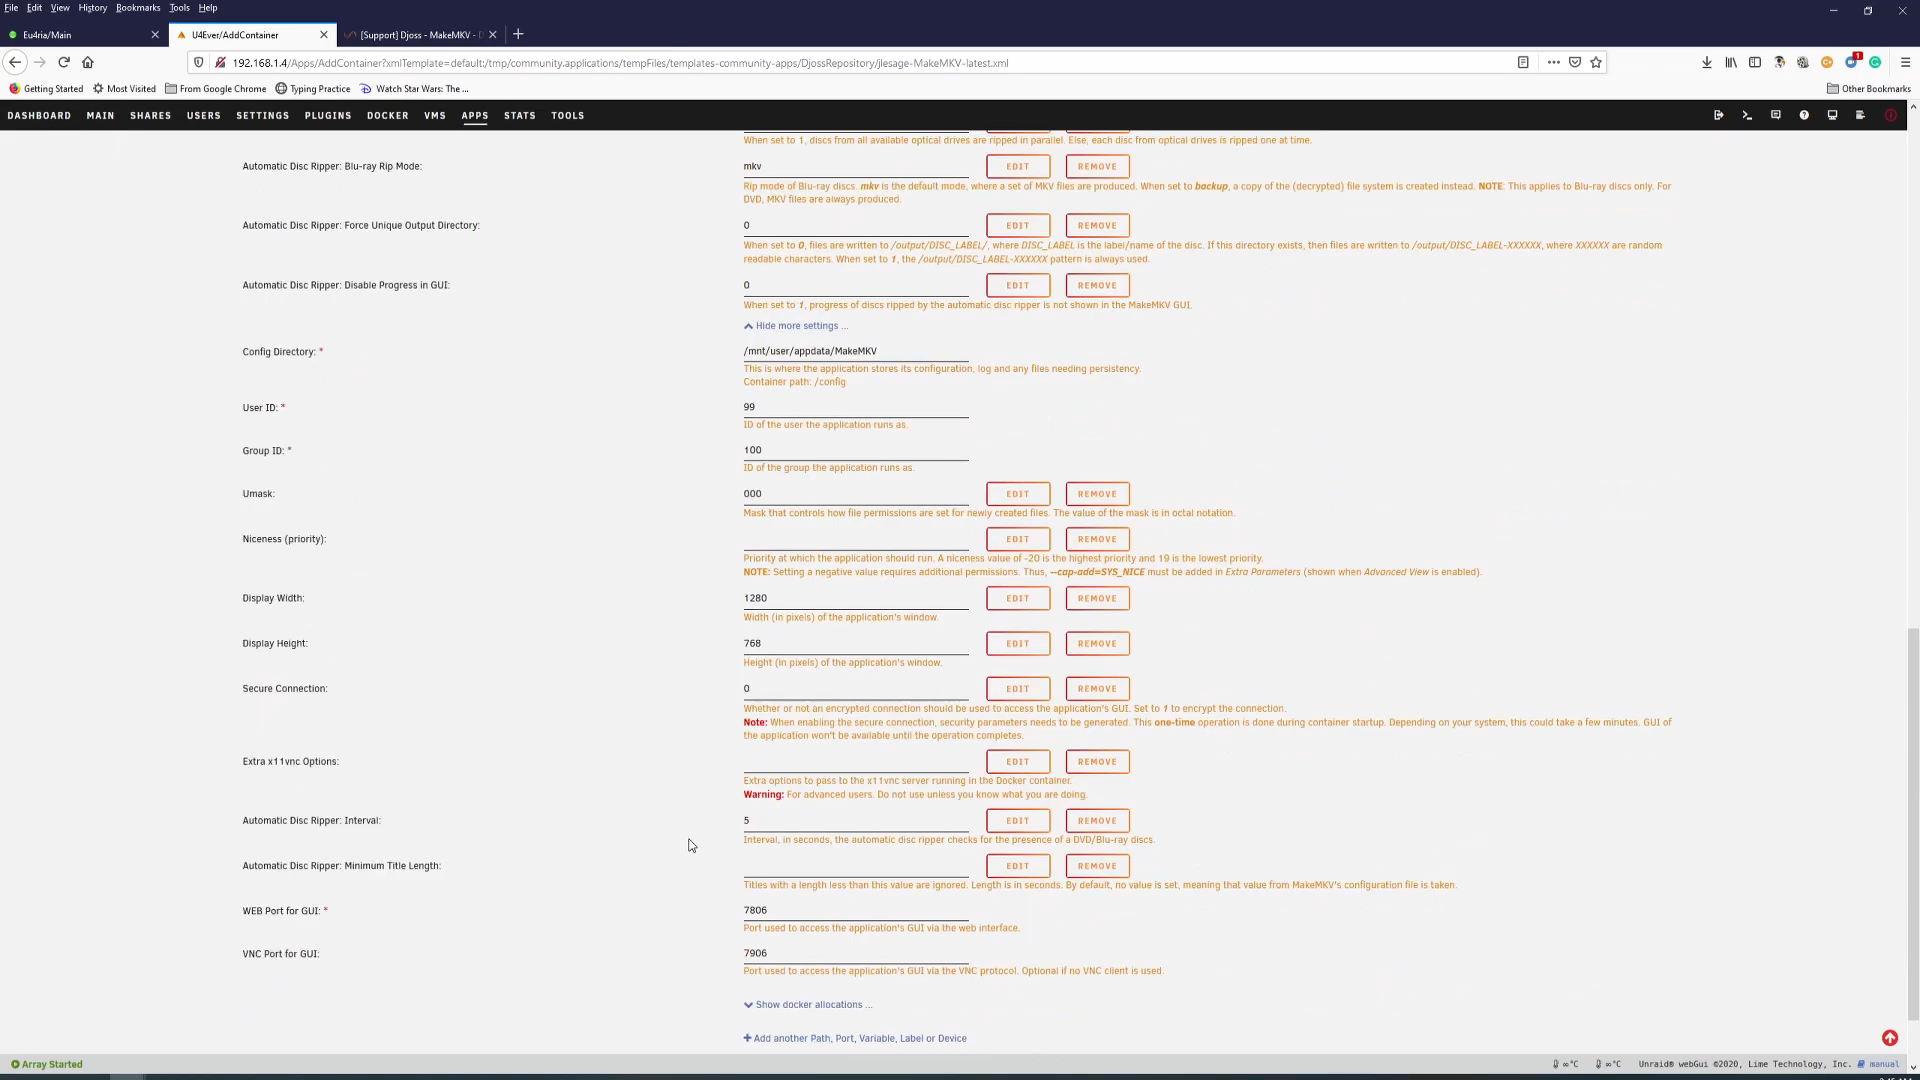 File Edit View History Bookmarks Tools Help
Eu4ria/Main U4Ever/AddContainer [Support] Djoss - MakeMKV -
192.168.1.4/Apps/AddContainer?xmlTemplate=default:/tmp/community.applications/tempFiles/templates-community-apps/DjossRepository/jlesage-MakeMKV-latest.xml
Getting Started Most Visited From Google Chrome Typing Practice Watch Star Wars: The ... Other Bookmarks
DASHBOARD MAIN SHARES USERS SETTINGS PLUGINS DOCKER VMS APPS STATS TOOLS
When set to 1, discs from all available optical drives are ripped in parallel. Else, each disc from optical drives is ripped one at time.
Automatic Disc Ripper: Blu-ray Rip Mode: mkv EDIT REMOVE
Rip mode of Blu-ray discs. mkv is the default mode, where a set of MKV files are produced. When set to backup, a copy of the (decrypted) file system is created instead. NOTE: This applies to Blu-ray discs only. For
DVD, MKV files are always produced.
Automatic Disc Ripper: Force Unique Output Directory: 0 EDIT REMOVE
When set to 0, files are written to /output/DISC_LABEL/, where DISC_LABEL is the label/name of the disc. If this directory exists, then files are written to /output/DISC_LABEL-XXXXXX, where XXXXXX are random
readable characters. When set to 1, the /output/DISC_LABEL-XXXXXX pattern is always used.
Automatic Disc Ripper: Disable Progress in GUI: 0 EDIT REMOVE
When set to 1, progress of discs ripped by the automatic disc ripper is not shown in the MakeMKV GUI.
Hide more settings ...
Config Directory: * /mnt/user/appdata/MakeMKV
This is where the application stores its configuration, log and any files needing persistency.
Container path: /config
User ID: * 99
ID of the user the application runs as.
Group ID: * 100
ID of the group the application runs as.
Umask: 000 EDIT REMOVE
Mask that controls how file permissions are set for newly created files. The value of the mask is in octal notation.
Niceness (priority): EDIT REMOVE
Priority at which the application should run. A niceness value of -20 is the highest priority and 19 is the lowest priority.
NOTE: Setting a negative value requires additional permissions. Thus, --cap-add=SYS_NICE must be added in Extra Parameters (shown when Advanced View is enabled).
Display Width: 1280 EDIT REMOVE
Width (in pixels) of the application's window.
Display Height: 768 EDIT REMOVE
Height (in pixels) of the application's window.
Secure Connection: 0 EDIT REMOVE
Whether or not an encrypted connection should be used to access the application's GUI. Set to 1 to encrypt the connection.
Note: When enabling the secure connection, security parameters needs to be generated. This one-time operation is done during container startup. Depending on your system, this could take a few minutes. GUI of
the application won't be available until the operation completes.
Extra x11vnc Options: EDIT REMOVE
Extra options to pass to the x11vnc server running in the Docker container.
Warning: For advanced users. Do not use unless you know what you are doing.
Automatic Disc Ripper: Interval: 5 EDIT REMOVE
Interval, in seconds, the automatic disc ripper checks for the presence of a DVD/Blu-ray discs.
Automatic Disc Ripper: Minimum Title Length: EDIT REMOVE
Titles with a length less than this value are ignored. Length is in seconds. By default, no value is set, meaning that value from MakeMKV's configuration file is taken.
WEB Port for GUI: * 7806
Port used to access the application's GUI via the web interface.
VNC Port for GUI: 7906
Port used to access the application's GUI via the VNC protocol. Optional if no VNC client is used.
Show docker allocations ...
Add another Path, Port, Variable, Label or Device
Array Started ∞℃ ∞℃ Unraid® webGui ©2020, Lime Technology, Inc. manual